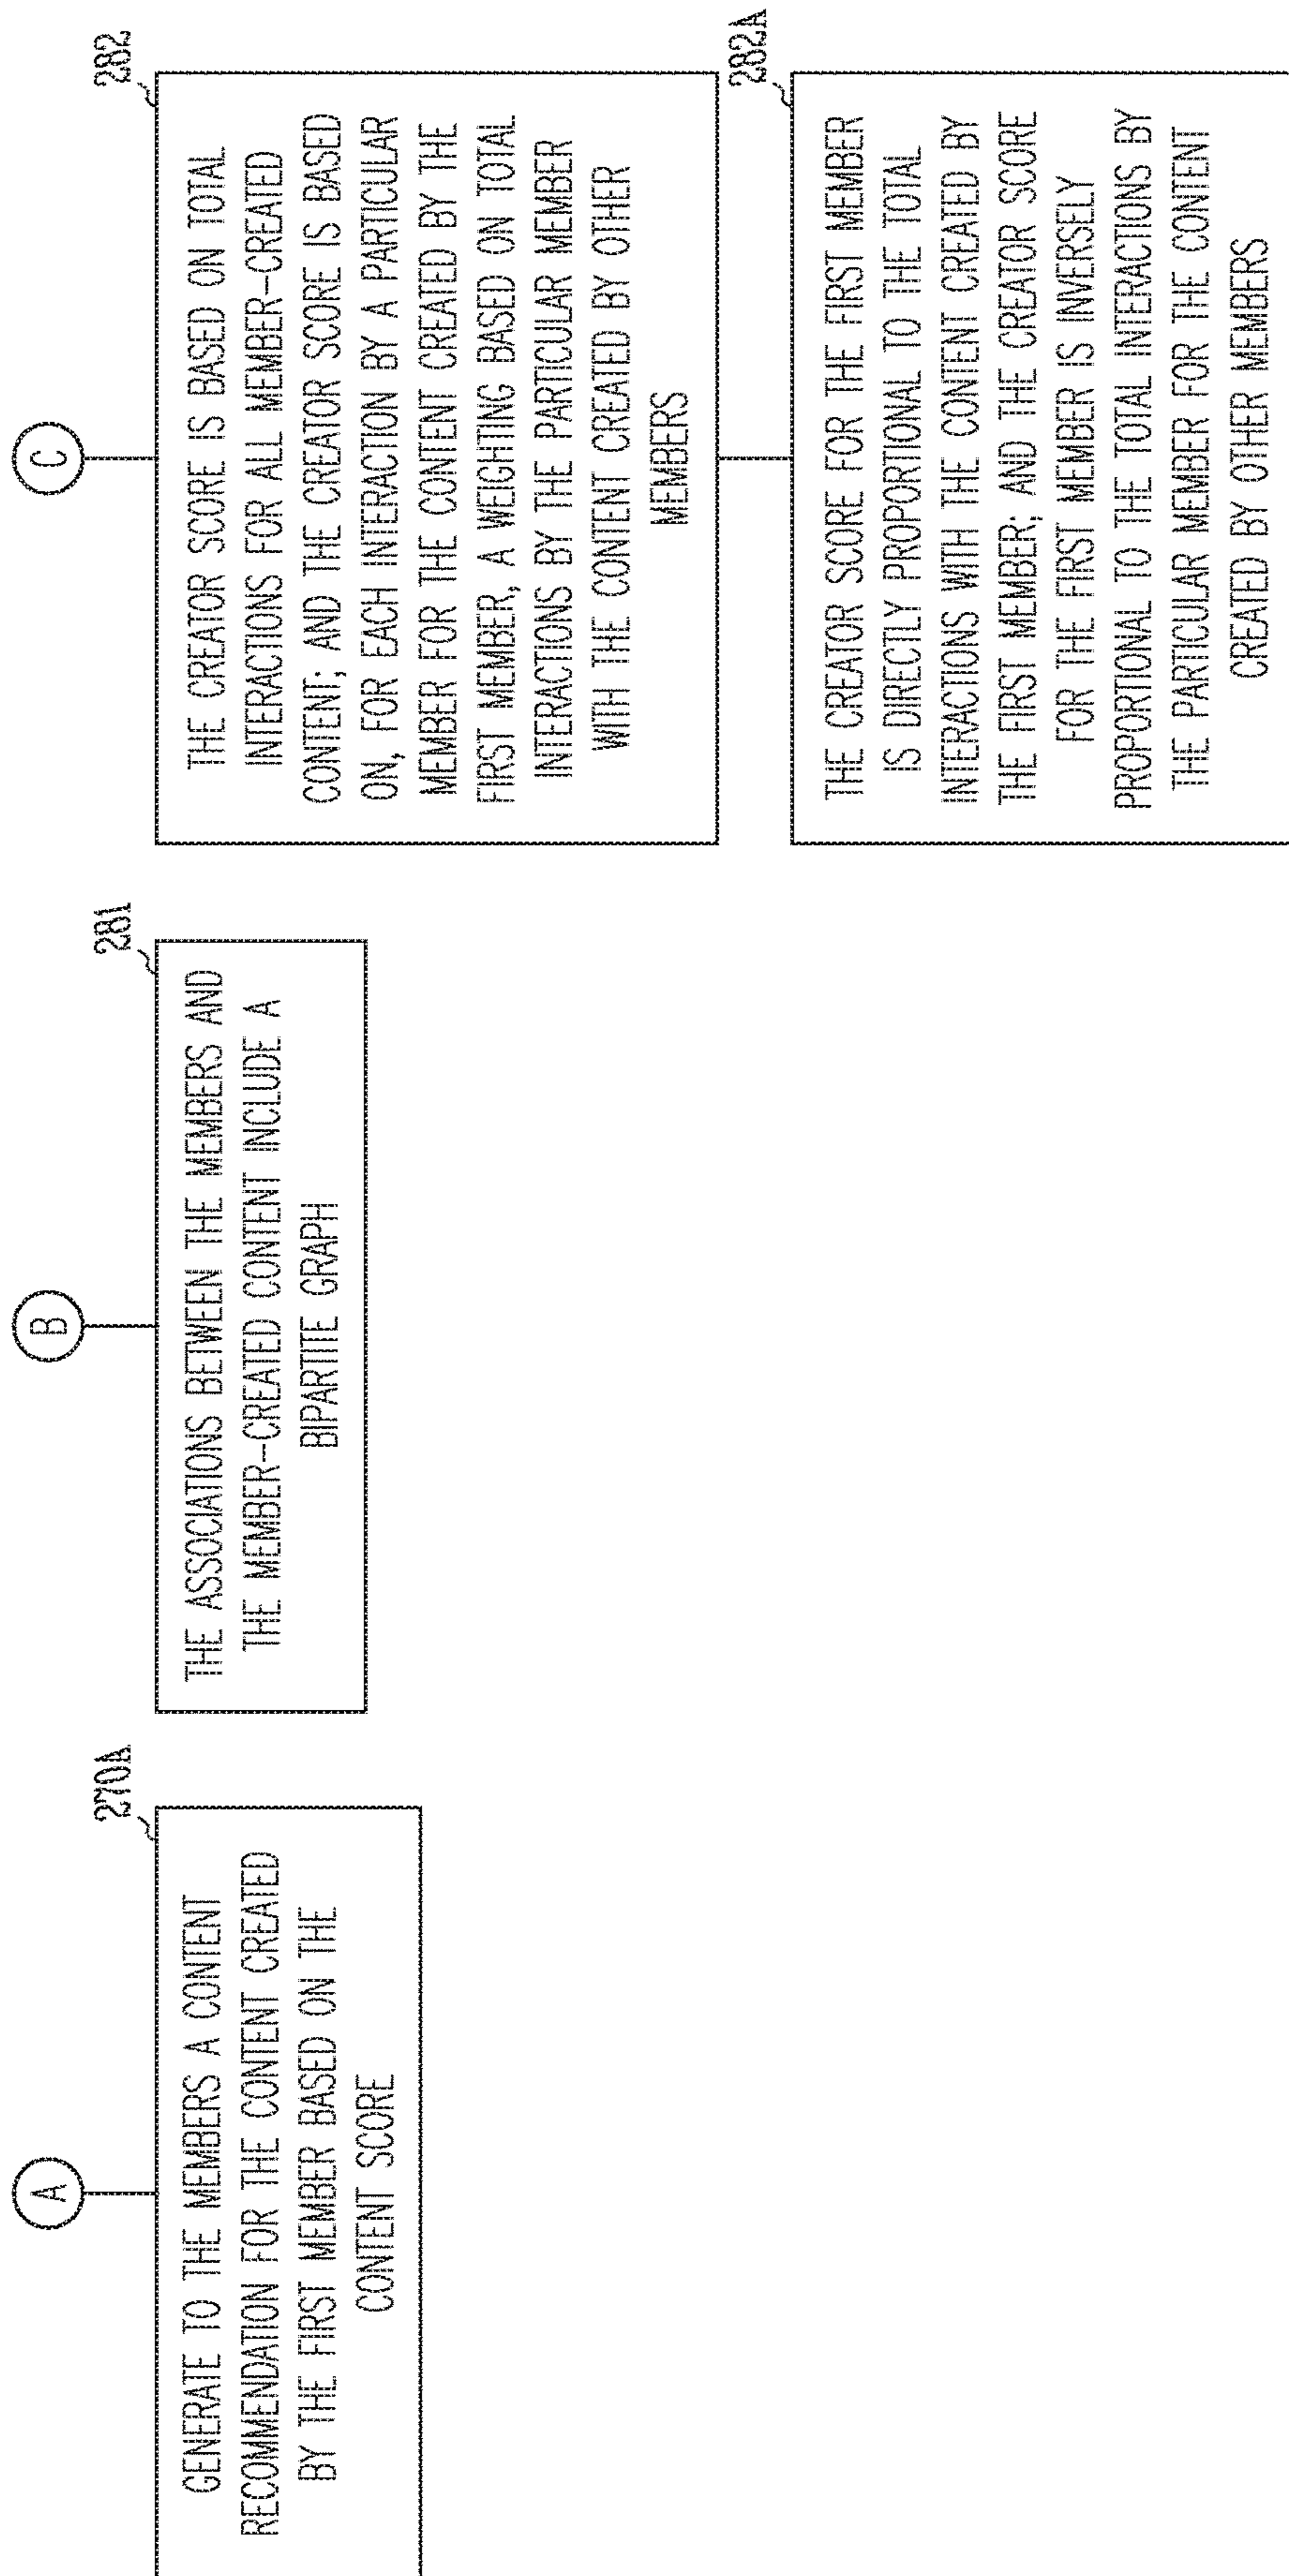 A
270A
GENERATE TO THE MEMBERS A CONTENT
RECOMMENDATION FOR THE CONTENT CREATED
BY THE FIRST MEMBER BASED ON THE
CONTENT SCORE
B
281
THE ASSOCIATIONS BETWEEN THE MEMBERS AND
THE MEMBER-CREATED CONTENT INCLUDE A
BIPARTITE GRAPH
C
282
THE CREATOR SCORE IS BASED ON TOTAL
INTERACTIONS FOR ALL MEMBER-CREATED
CONTENT; AND THE CREATOR SCORE IS BASED
ON, FOR EACH INTERACTION BY A PARTICULAR
MEMBER FOR THE CONTENT CREATED BY THE
FIRST MEMBER, A WEIGHTING BASED ON TOTAL
INTERACTIONS BY THE PARTICULAR MEMBER
WITH THE CONTENT CREATED BY OTHER
MEMBERS
282A
THE CREATOR SCORE FOR THE FIRST MEMBER
IS DIRECTLY PROPORTIONAL TO THE TOTAL
INTERACTIONS WITH THE CONTENT CREATED BY
THE FIRST MEMBER; AND THE CREATOR SCORE
FOR THE FIRST MEMBER IS INVERSELY
PROPORTIONAL TO THE TOTAL INTERACTIONS BY
THE PARTICULAR MEMBER FOR THE CONTENT
CREATED BY OTHER MEMBERS